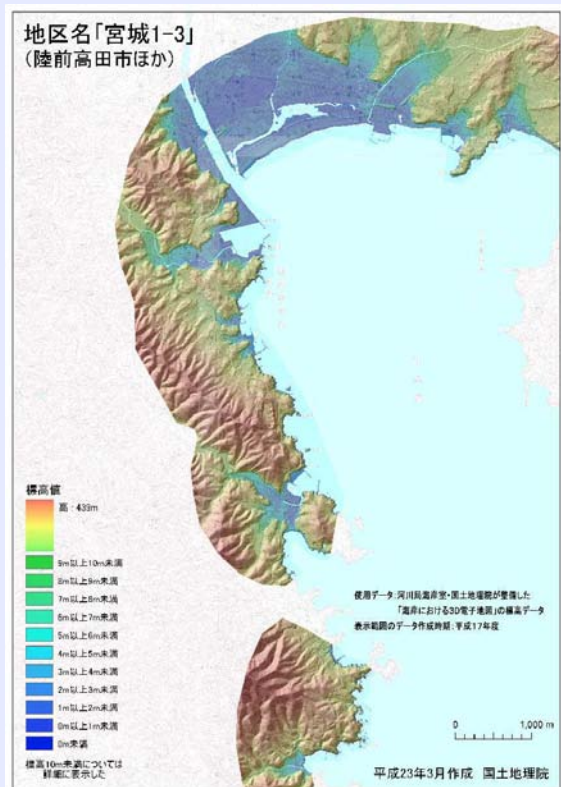 地区名「宮城1-3」
(陸前高田市ほか)
標高値
高 : 433m
9m以上10m未満
8m以上9m未満
7m以上8m未満
6m以上7m未満
5m以上6m未満
4m以上5m未満
3m以上4m未満
2m以上3m未満
1m以上2m未満
0m以上1m未満
0m未満
標高10m未満については
詳細に表示した
使用データ:河川局海岸室・国土地理院が整備した
「海岸における3D電子地図」の標高データ
表示範囲のデータ作成時期:平成17年度
0 1,000 m
平成23年3月作成 国土地理院